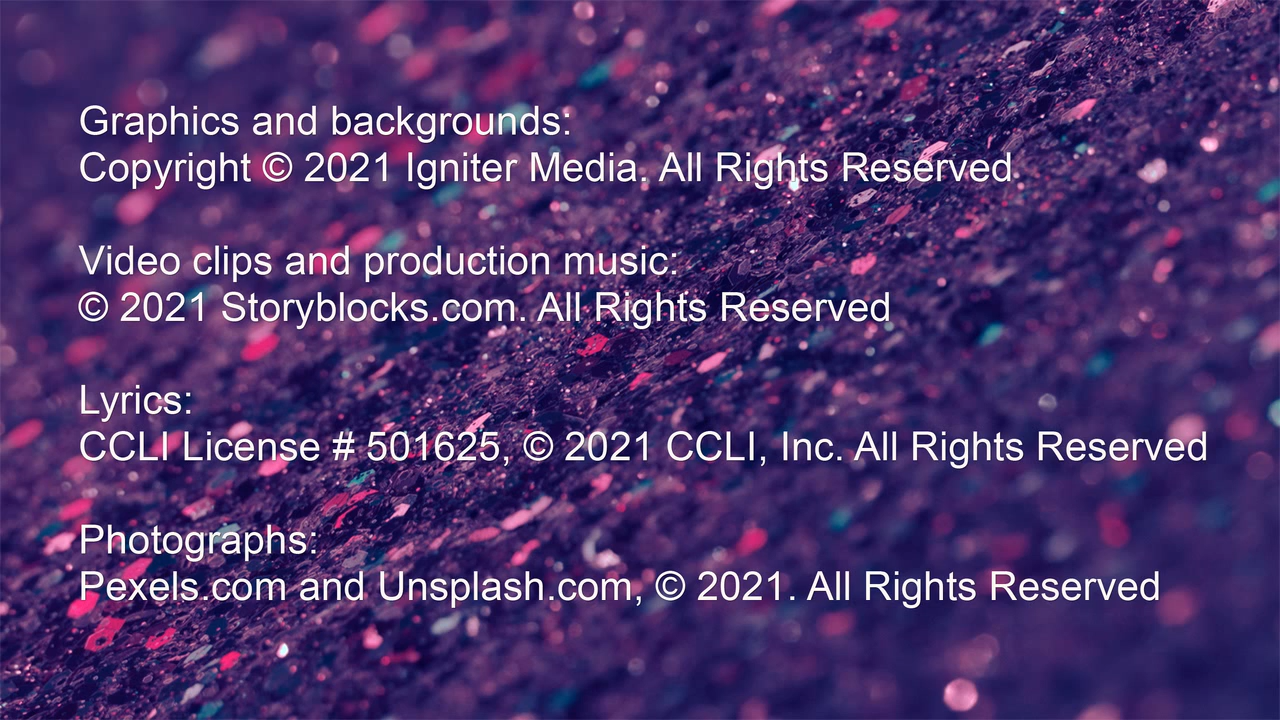 Graphics and backgrounds:
Copyright © 2021 Igniter Media. All Rights Reserved
Video clips and production music:
© 2021 Storyblocks.com. All Rights Reserved
Lyrics:
CCLI License # 501625, © 2021 CCLI, Inc. All Rights Reserved
Photographs:
Pexels.com and Unsplash.com, © 2021. All Rights Reserved